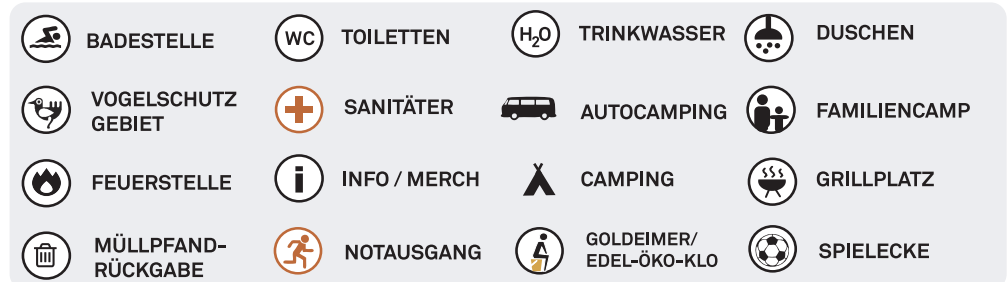 BADESTELLE
WC
TOILETTEN
H₂O
TRINKWASSER
DUSCHEN
VOGELSCHUTZ
GEBIET
SANITÄTER
AUTOCAMPING
FAMILIENCAMP
FEUERSTELLE
i
INFO / MERCH
CAMPING
GRILLPLATZ
MÜLLPFAND-
RÜCKGABE
NOTAUSGANG
GOLDEIMER/
EDEL-ÖKO-KLO
SPIELECKE